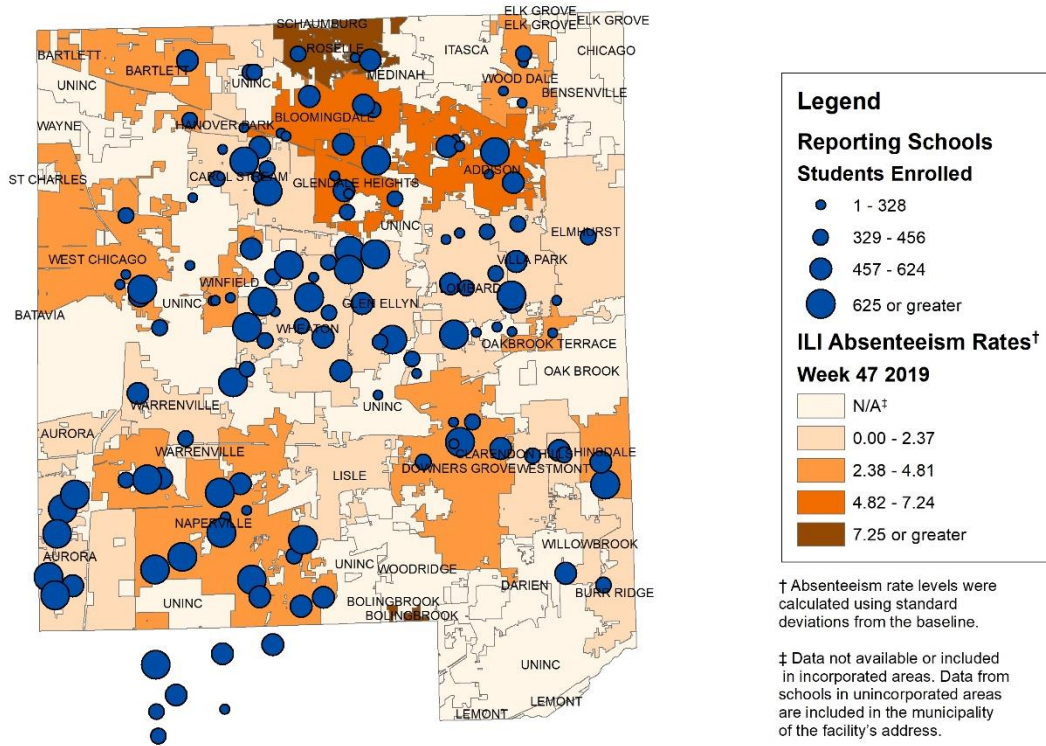 ELK GROVE
SCHAUMBURG
ELK GROVE
ELK GROVE
BARTLETT
ROSELLE
ITASCA
CHICAGO
BARTLETT
MEDINAH
UNINC
WOOD DALE
UNINC
BENSENVILLE
WAYNE
HANOVER PARK
BLOOMINGDALE
ST CHARLES
CAROL STREAM
GLENDALE HEIGHTS
ADDISON
UNINC
ELMHURST
WEST CHICAGO
VILLA PARK
WINFIELD
LOMBARD
UNINC
GLEN ELLYN
BATAVIA
WHEATON
OAKBROOK TERRACE
OAK BROOK
WARRENVILLE
UNINC
AURORA
WARRENVILLE
CLARENDON HILLS
HINSDALE
LISLE
DOWNERS GROVE
WESTMONT
NAPERVILLE
WILLOWBROOK
AURORA
UNINC
WOODRIDGE
DARIEN
BURR RIDGE
UNINC
BOLINGBROOK
BOLINGBROOK
UNINC
LEMONT
LEMONT
Legend
Reporting Schools
Students Enrolled
1 - 328
329 - 456
457 - 624
625 or greater
ILI Absenteeism Rates†
Week 47 2019
N/A‡
0.00 - 2.37
2.38 - 4.81
4.82 - 7.24
7.25 or greater
† Absenteeism rate levels were
calculated using standard
deviations from the baseline.
‡ Data not available or included
in incorporated areas. Data from
schools in unincorporated areas
are included in the municipality
of the facility's address.